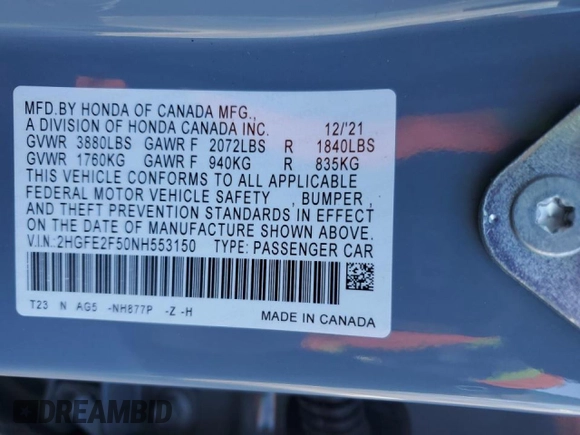 MFD.BY HONDA OF CANADA MFG.,
A DIVISION OF HONDA CANADA INC. 12/'21
GVWR 3880LBS GAWR F 2072LBS R 1840LBS
GVWR 1760KG GAWR F 940KG R 835KG
THIS VEHICLE CONFORMS TO ALL APPLICABLE
FEDERAL MOTOR VEHICLE SAFETY , BUMPER ,
AND THEFT PREVENTION STANDARDS IN EFFECT
ON THE DATE OF MANUFACTURE SHOWN ABOVE.
V.I.N.:2HGFE2F50NH553150 TYPE: PASSENGER CAR
T23 N AG5 -NH877P -Z -H
MADE IN CANADA
DREAMBID